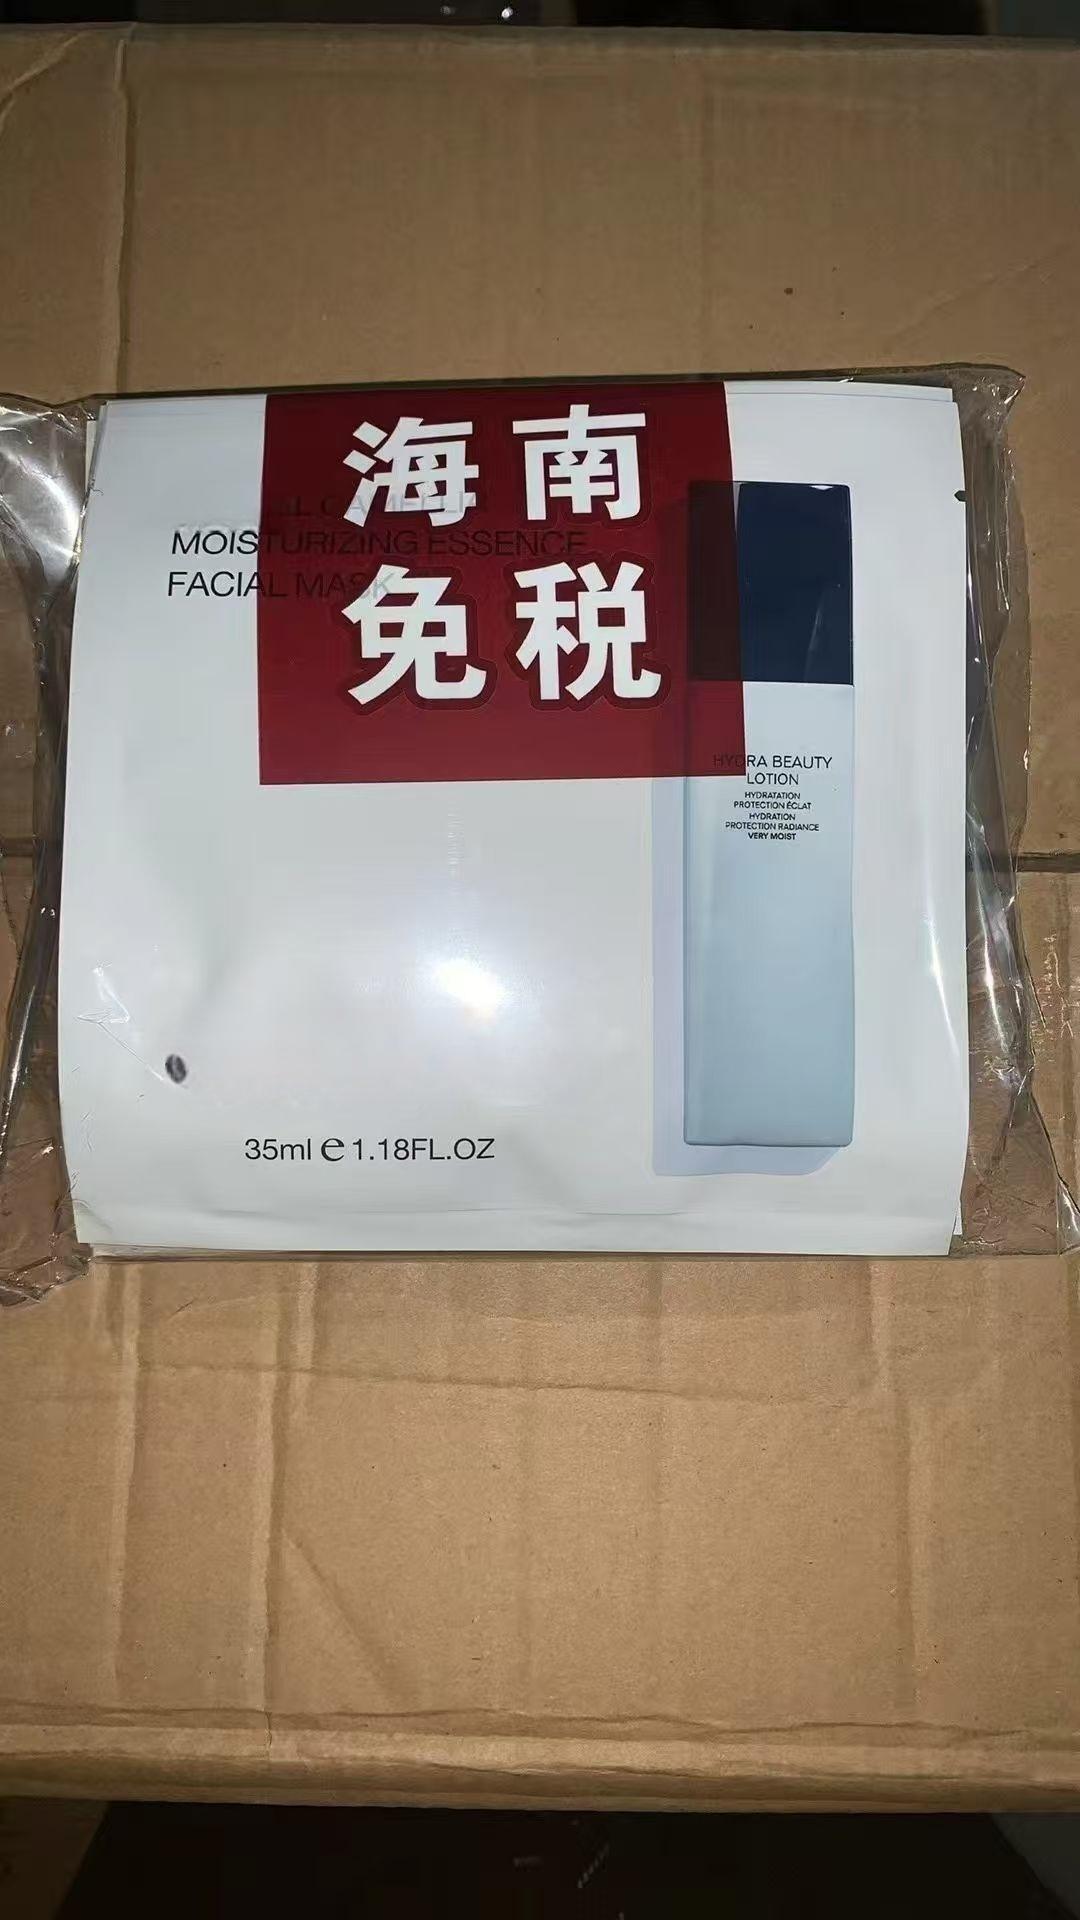 海南
免税
CAMELLIA
MOISTURIZING ESSENCE
FACIAL MASK
HYDRA BEAUTY
LOTION
HYDRATATION
PROTECTION ÉCLAT
HYDRATION
PROTECTION RADIANCE
VERY MOIST
35ml ℮ 1.18FL.OZ